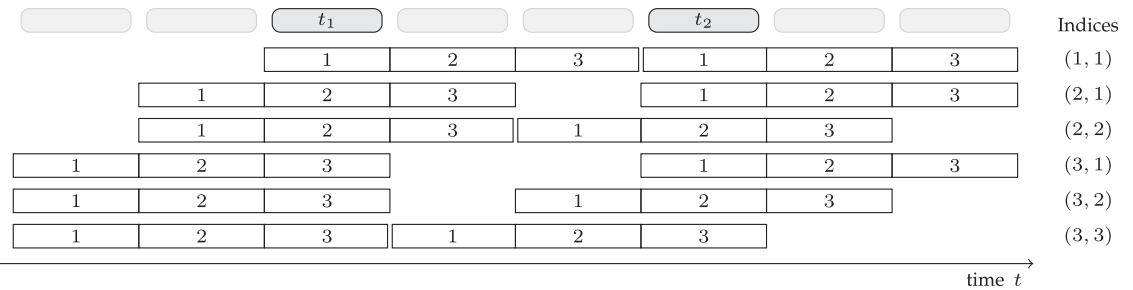 t₁ t₂
Indices
1 2 3 1 2 3 (1, 1)
1 2 3 1 2 3 (2, 1)
1 2 3 1 2 3 (2, 2)
1 2 3 1 2 3 (3, 1)
1 2 3 1 2 3 (3, 2)
1 2 3 1 2 3 (3, 3)
time t